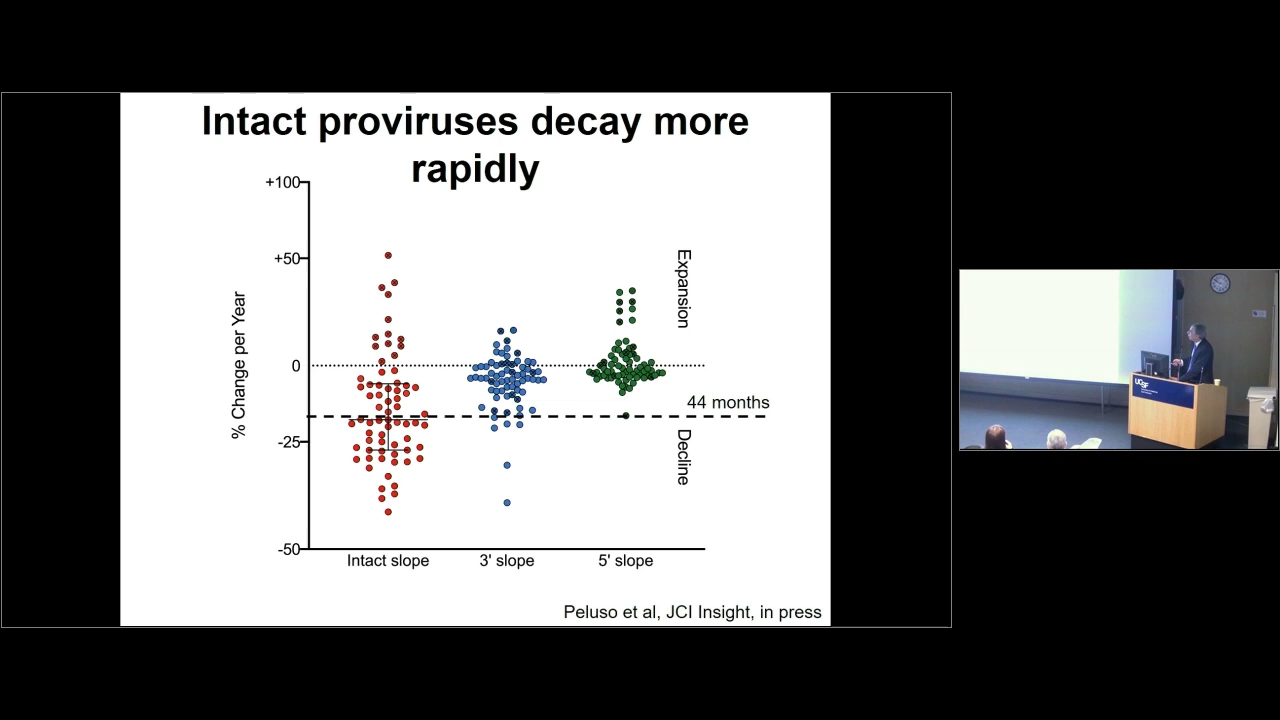 Intact proviruses decay more
rapidly
+100
+50
0
-25
-50
% Change per Year
Expansion
44 months
Decline
Intact slope
3' slope
5' slope
Peluso et al, JCI Insight, in press
UCSF